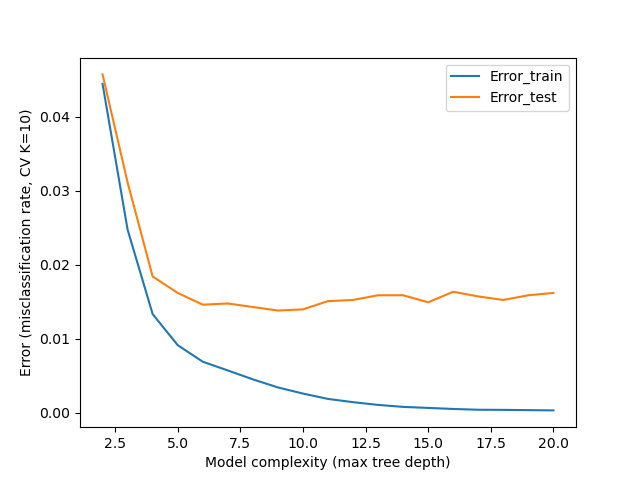 Error_train
Error_test
Error (misclassification rate, CV K=10)
0.04
0.03
0.02
0.01
0.00
2.5 5.0 7.5 10.0 12.5 15.0 17.5 20.0
Model complexity (max tree depth)